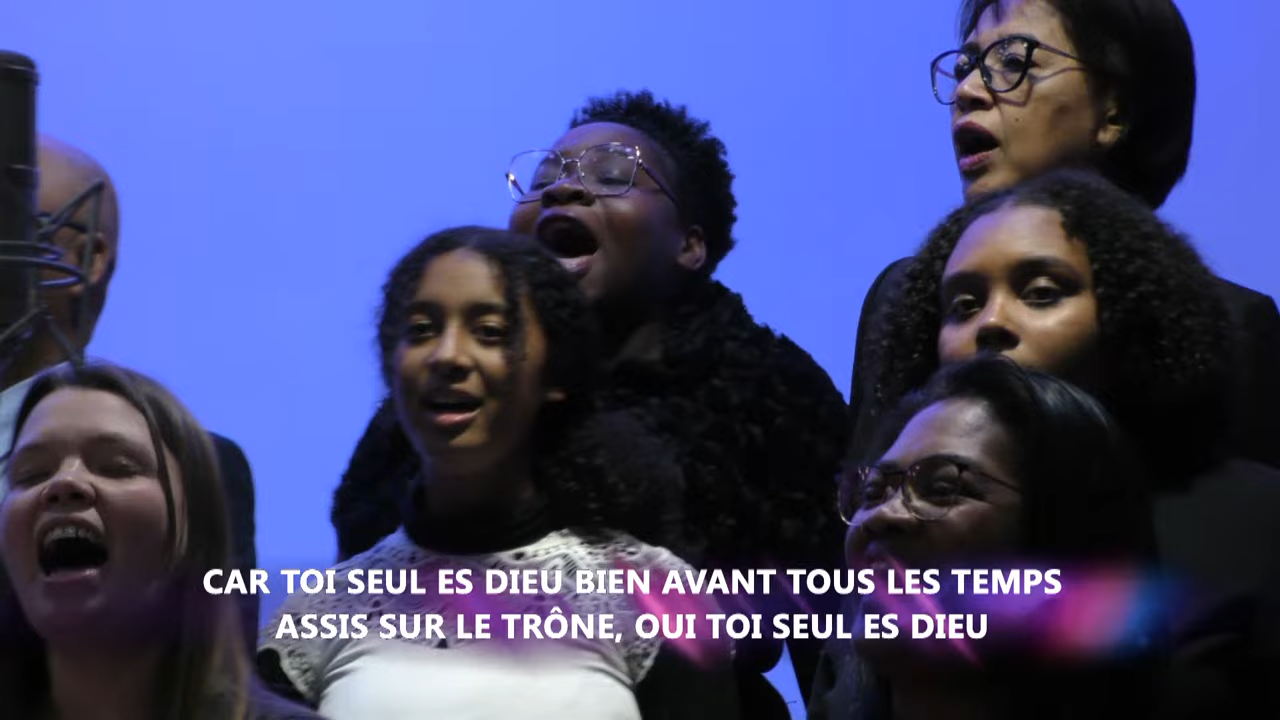 CAR TOI SEUL ES DIEU BIEN AVANT TOUS LES TEMPS
ASSIS SUR LE TRÔNE, OUI TOI SEUL ES DIEU